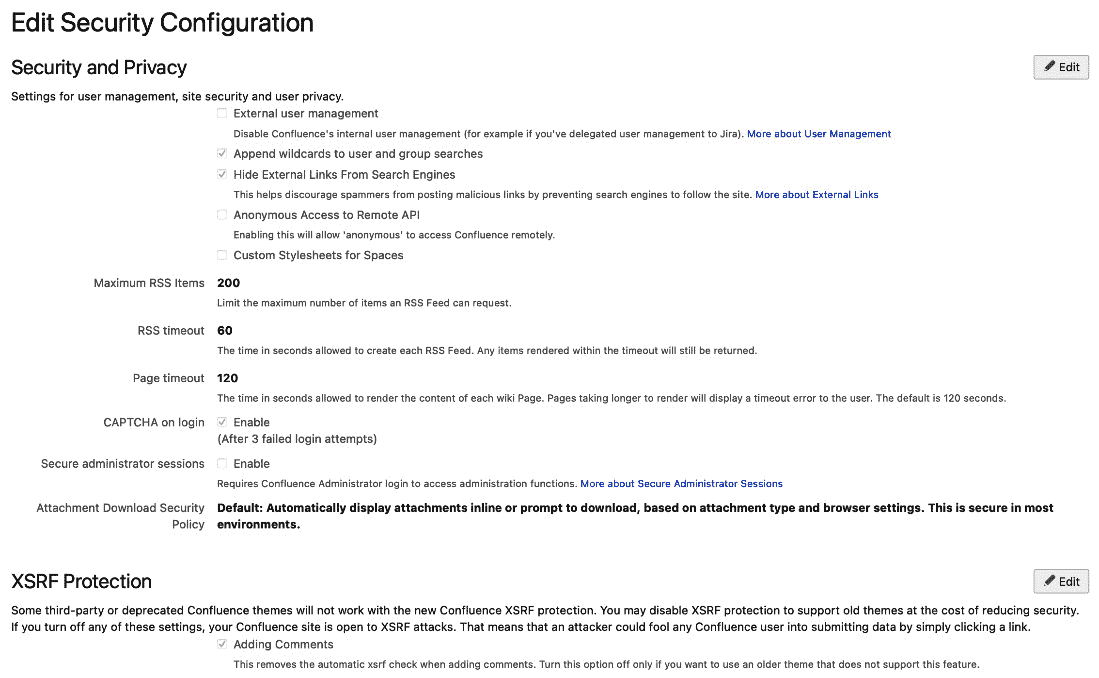 Edit Security Configuration
Security and Privacy
Edit
Settings for user management, site security and user privacy.
External user management
Disable Confluence's internal user management (for example if you've delegated user management to Jira). More about User Management
Append wildcards to user and group searches
Hide External Links From Search Engines
This helps discourage spammers from posting malicious links by preventing search engines to follow the site. More about External Links
Anonymous Access to Remote API
Enabling this will allow 'anonymous' to access Confluence remotely.
Custom Stylesheets for Spaces
Maximum RSS Items 200
Limit the maximum number of items an RSS Feed can request.
RSS timeout 60
The time in seconds allowed to create each RSS Feed. Any items rendered within the timeout will still be returned.
Page timeout 120
The time in seconds allowed to render the content of each wiki Page. Pages taking longer to render will display a timeout error to the user. The default is 120 seconds.
CAPTCHA on login Enable
(After 3 failed login attempts)
Secure administrator sessions Enable
Requires Confluence Administrator login to access administration functions. More about Secure Administrator Sessions
Attachment Download Security Policy
Default: Automatically display attachments inline or prompt to download, based on attachment type and browser settings. This is secure in most
environments.
XSRF Protection
Edit
Some third-party or deprecated Confluence themes will not work with the new Confluence XSRF protection. You may disable XSRF protection to support old themes at the cost of reducing security.
If you turn off any of these settings, your Confluence site is open to XSRF attacks. That means that an attacker could fool any Confluence user into submitting data by simply clicking a link.
Adding Comments
This removes the automatic xsrf check when adding comments. Turn this option off only if you want to use an older theme that does not support this feature.